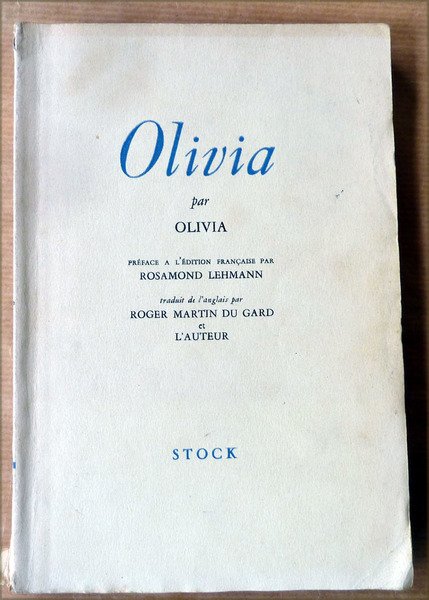 Olivia
par
OLIVIA
PRÉFACE A L'ÉDITION FRANÇAISE PAR
ROSAMOND LEHMANN
traduit de l'anglais par
ROGER MARTIN DU GARD
et
L'AUTEUR
STOCK